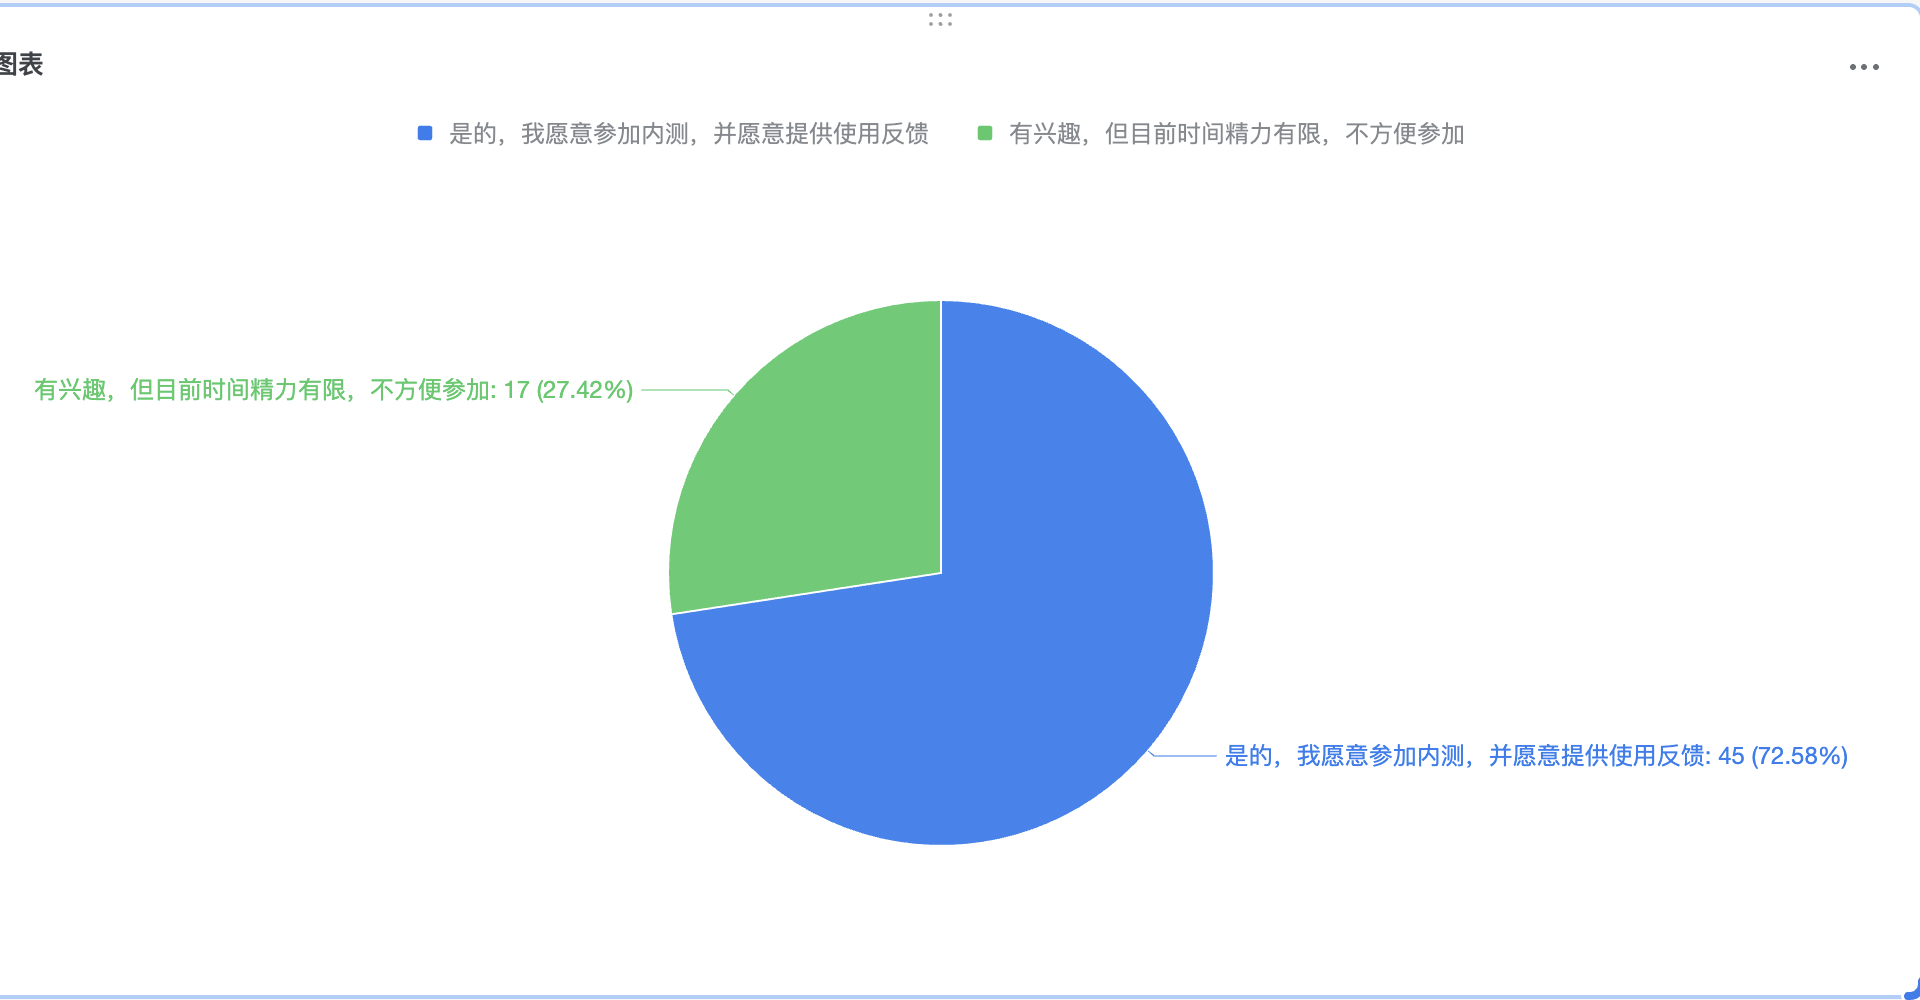 图表
是的，我愿意参加内测，并愿意提供使用反馈
有兴趣，但目前时间精力有限，不方便参加
有兴趣，但目前时间精力有限，不方便参加: 17 (27.42%)
是的，我愿意参加内测，并愿意提供使用反馈: 45 (72.58%)